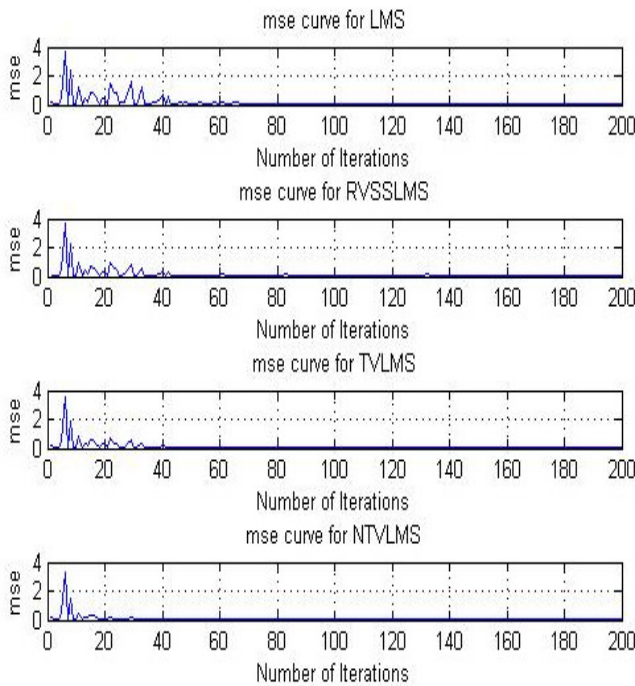 mse curve for LMS
4
2
0
mse
0 20 40 60 80 100 120 140 160 180 200
Number of Iterations
mse curve for RVSSLMS
4
2
0
mse
0 20 40 60 80 100 120 140 160 180 200
Number of Iterations
mse curve for TVLMS
4
2
0
mse
0 20 40 60 80 100 120 140 160 180 200
Number of Iterations
mse curve for NTVLMS
4
2
0
mse
0 20 40 60 80 100 120 140 160 180 200
Number of Iterations